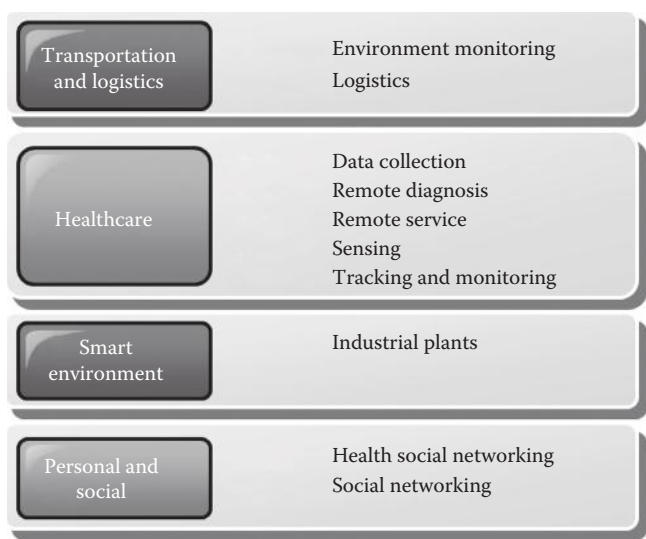 Transportation
and logistics
Environment monitoring
Logistics
Healthcare
Data collection
Remote diagnosis
Remote service
Sensing
Tracking and monitoring
Smart
environment
Industrial plants
Personal and
social
Health social networking
Social networking